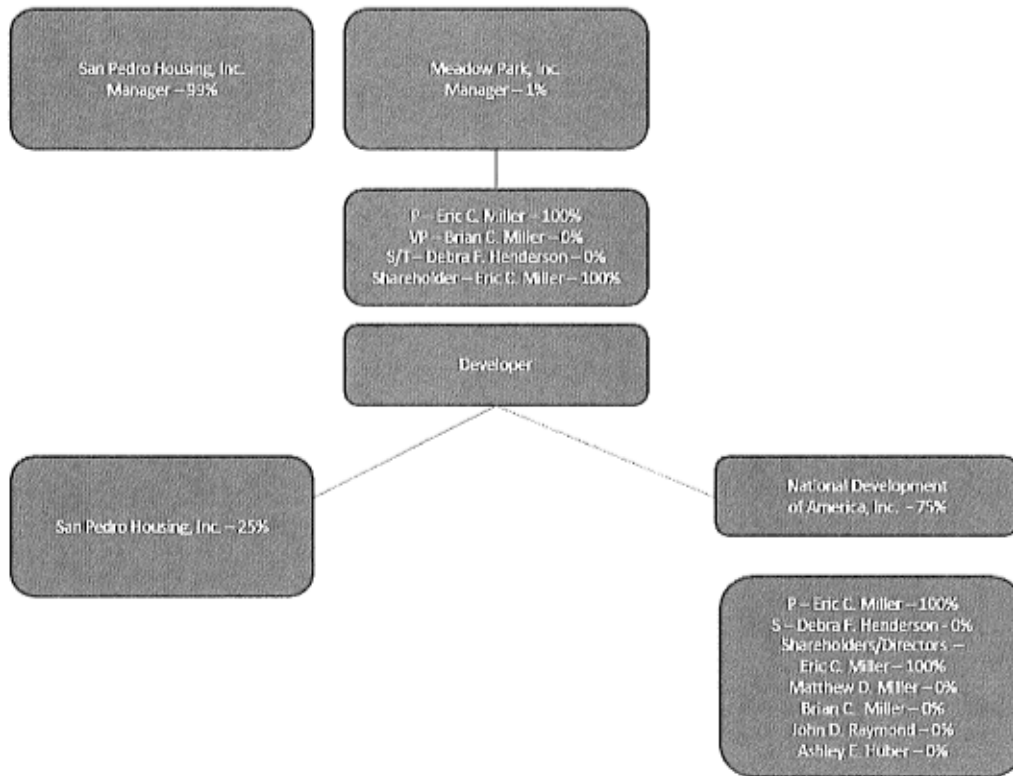 San Pedro Housing, Inc.
Manager – 99%
Meadow Park, Inc.
Manager – 1%
P – Eric C. Miller – 100%
VP – Brian C. Miller – 0%
S/T – Debra F. Henderson – 0%
Shareholder – Eric C. Miller – 100%
Developer
San Pedro Housing, Inc. – 25%
National Development
of America, Inc. - 75%
P – Eric C. Miller – 100%
S – Debra F. Henderson - 0%
Shareholders/Directors –
Eric C. Miller – 100%
Matthew D. Miller – 0%
Brian C. Miller – 0%
John D. Raymond – 0%
Ashley E. Huber – 0%